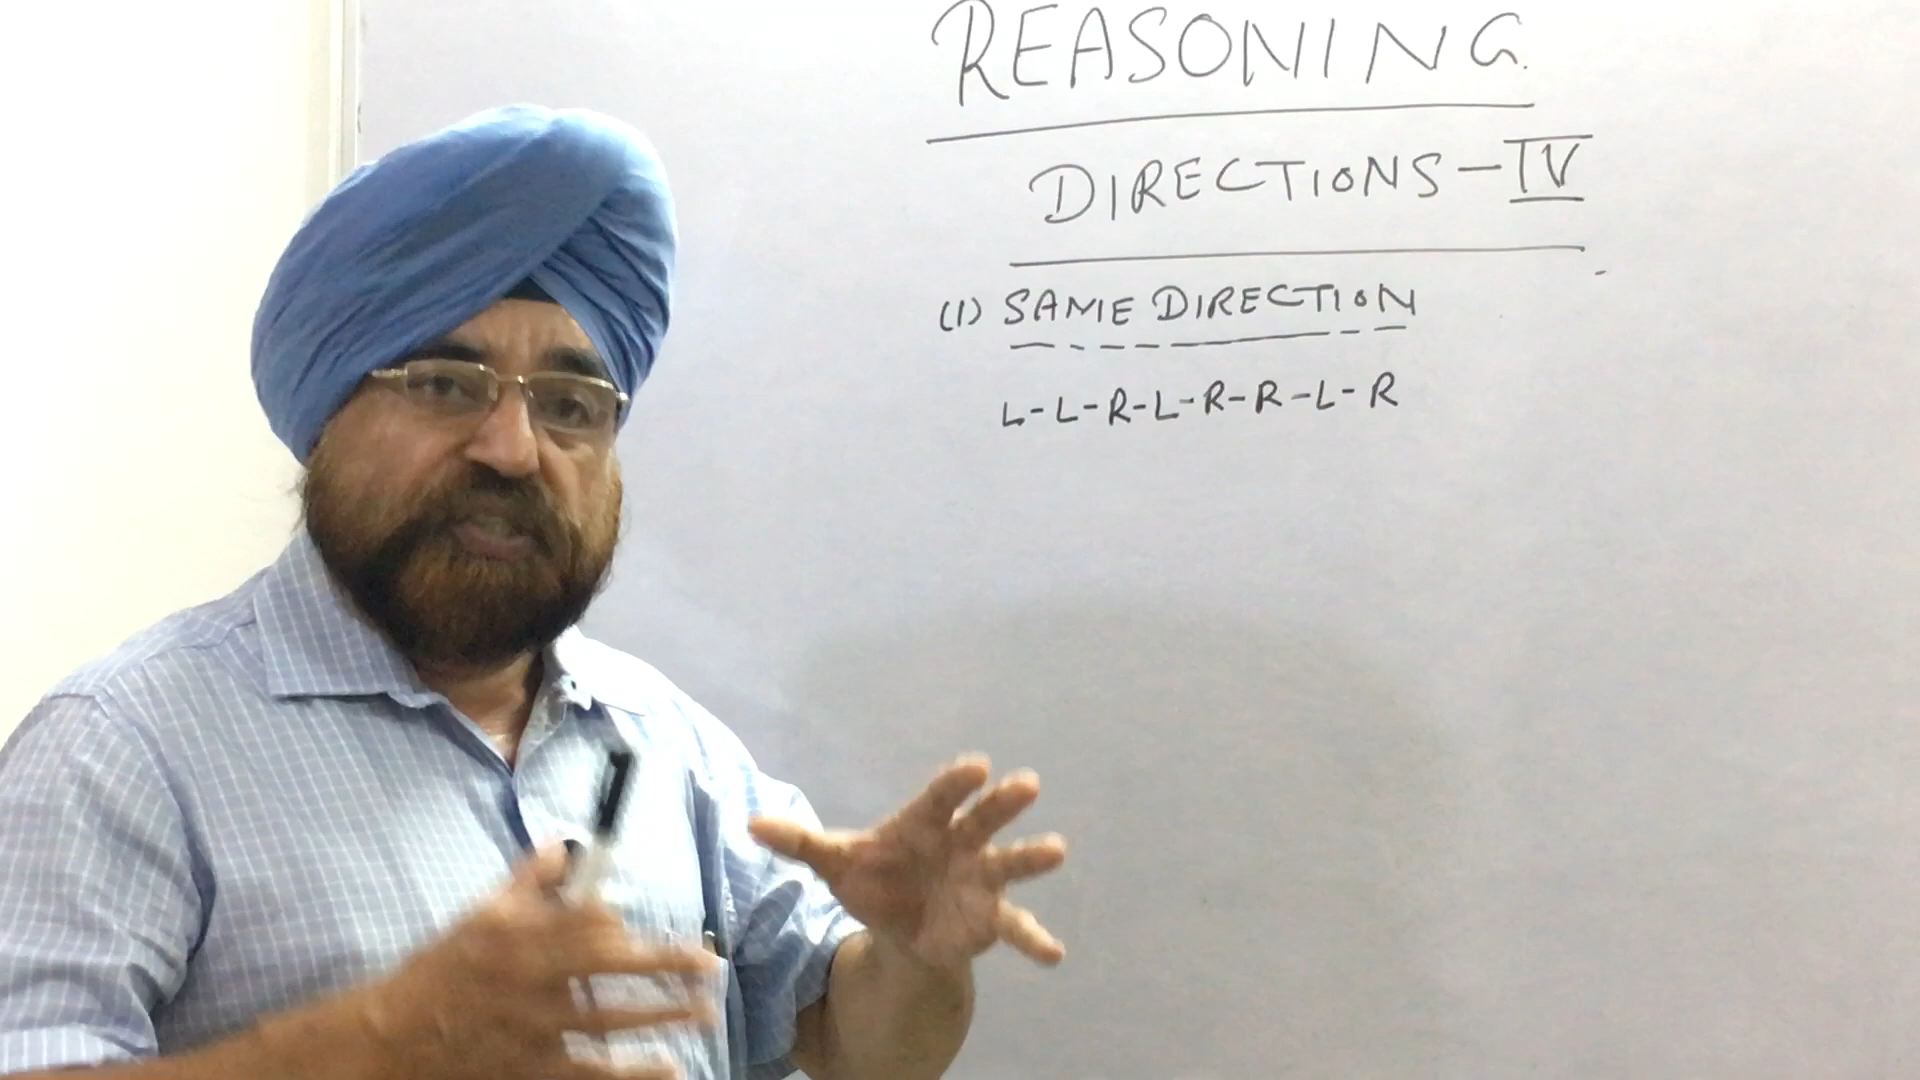 REASONING.
DIRECTIONS-IV
(1) SAME DIRECTION
L-L-R-L-R-R-L-R